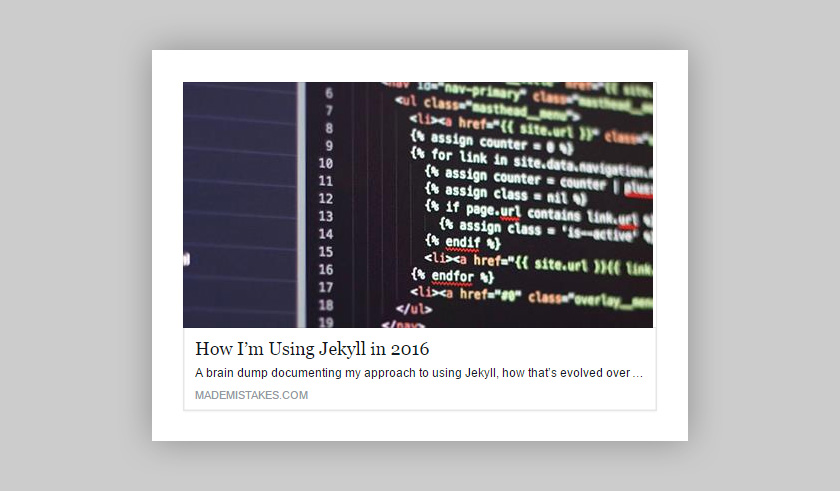 <nav id="nav-primary" class="masthead__
6
<ul class="masthead__menu">
7
<li><a href="{{ site.url }}" class=
8
{% assign counter = 0 %}
9
{% for link in site.data.navigation.
10
{% assign counter = counter | plus
11
{% assign class = nil %}
12
{% if page.url contains link.url %
13
{% assign class = 'is--active' %
14
{% endif %}
15
<li><a href="{{ site.url }}{{ link
16
{% endfor %}
17
<li><a href="#0" class="overlay__menu
18
</ul>
19
</nav>
How I’m Using Jekyll in 2016
A brain dump documenting my approach to using Jekyll, how that’s evolved over …
MADEMISTAKES.COM